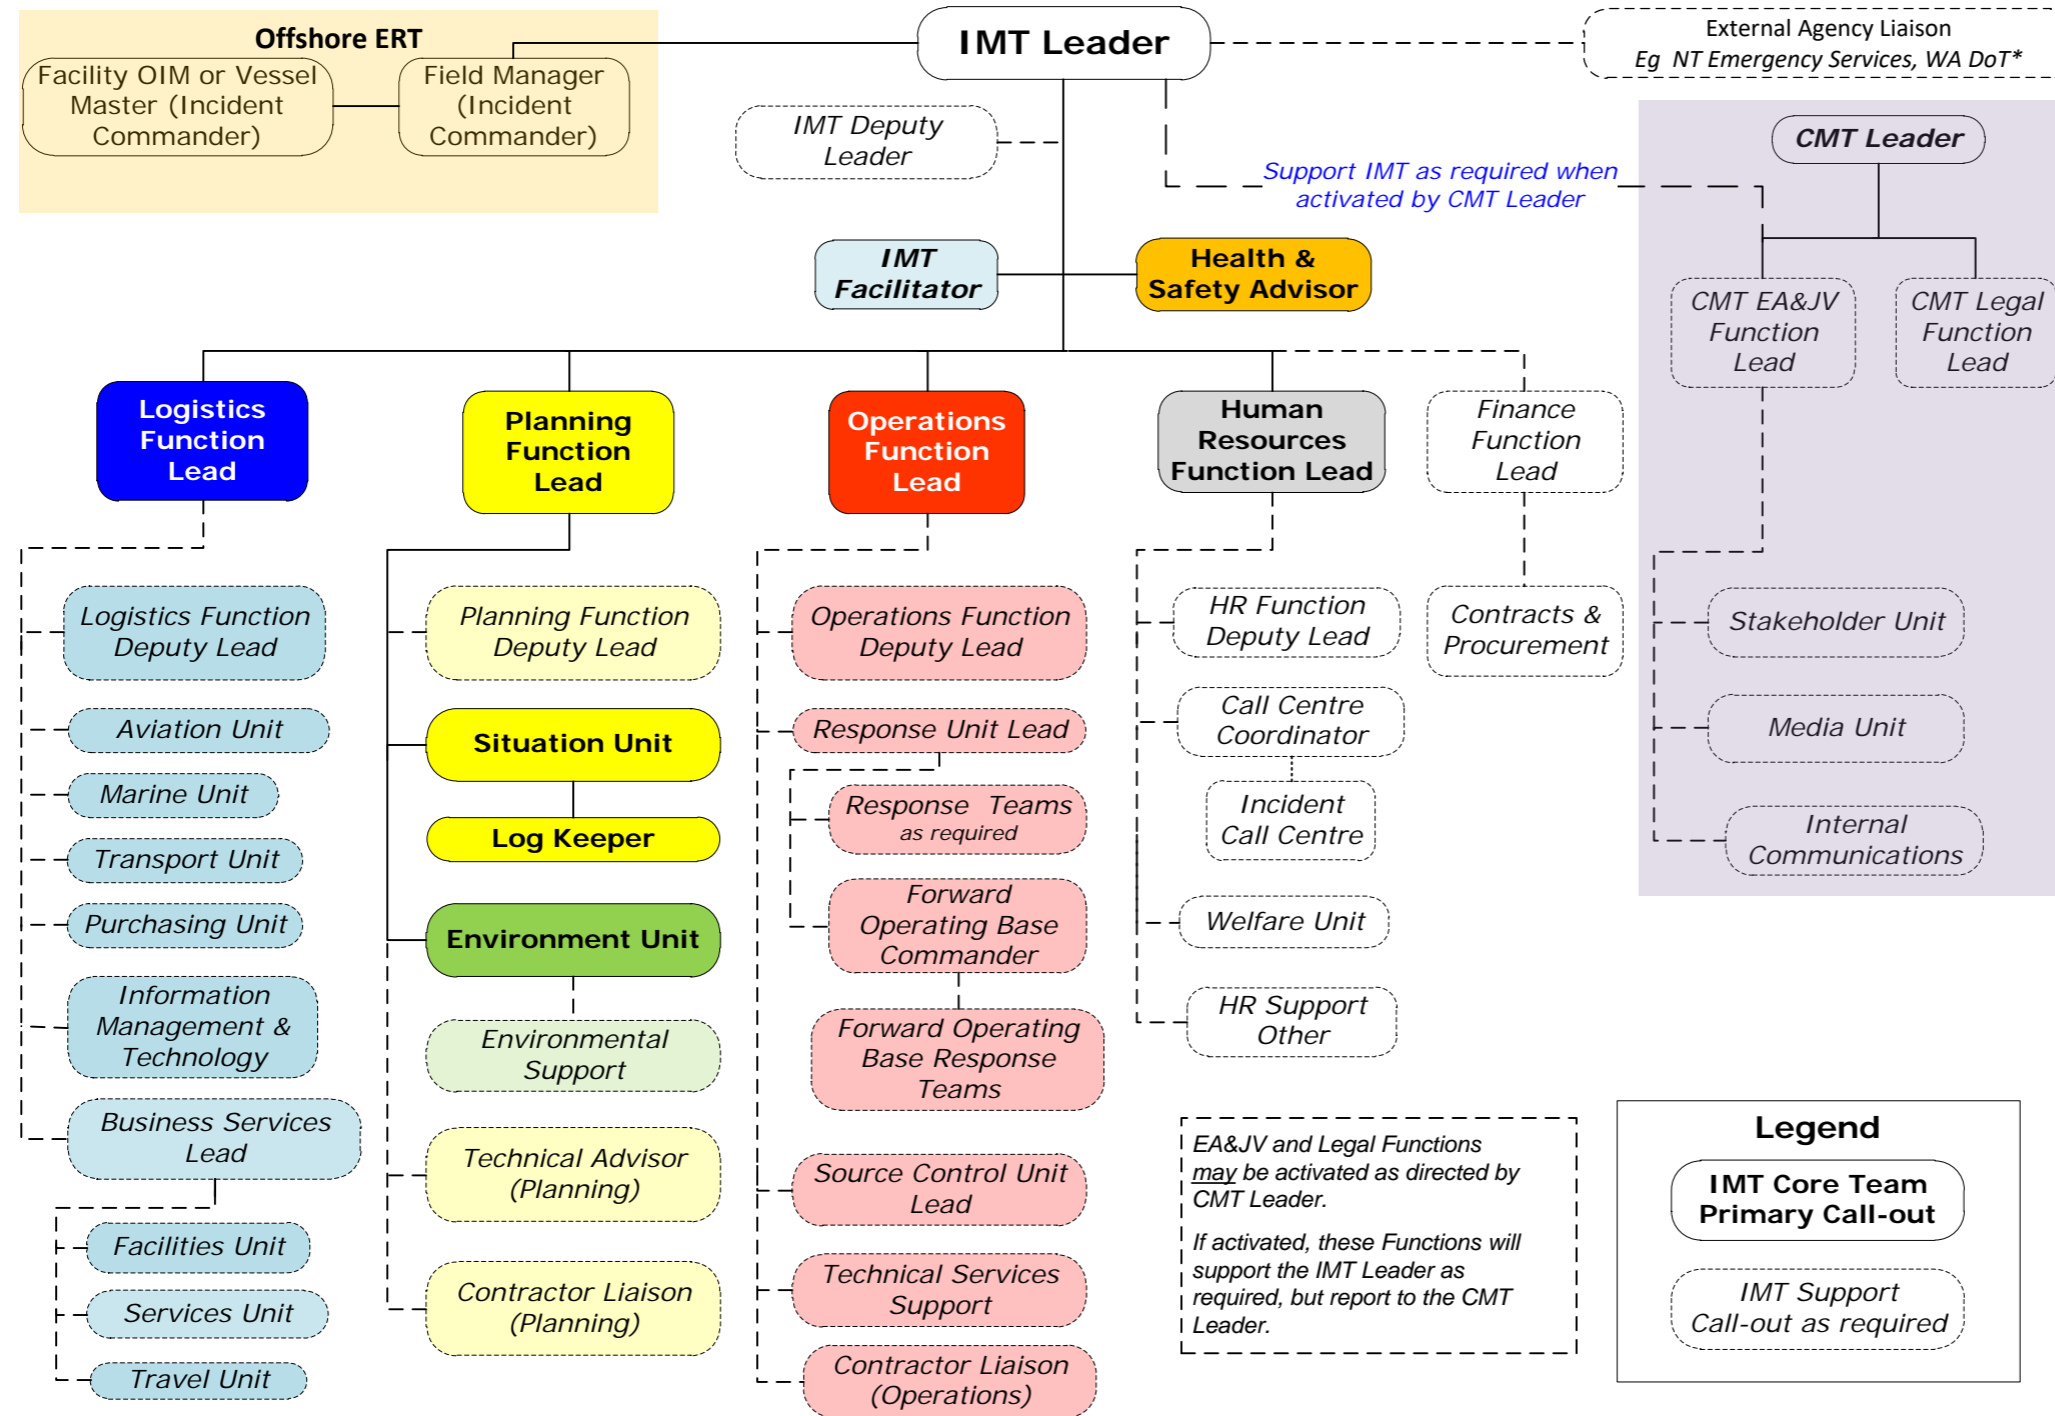 Offshore ERT
Facility OIM or Vessel
Master (Incident
Commander)
Field Manager
(Incident
Commander)
IMT Leader
External Agency Liaison
Eg NT Emergency Services, WA DoT*
IMT Deputy
Leader
Support IMT as required when
activated by CMT Leader
CMT Leader
IMT
Facilitator
Health &
Safety Advisor
CMT EA&JV
Function
Lead
CMT Legal
Function
Lead
Logistics
Function
Lead
Planning
Function
Lead
Operations
Function
Lead
Human
Resources
Function Lead
Finance
Function
Lead
Logistics Function
Deputy Lead
Aviation Unit
Marine Unit
Transport Unit
Purchasing Unit
Information
Management &
Technology
Business Services
Lead
Facilities Unit
Services Unit
Travel Unit
Planning Function
Deputy Lead
Situation Unit
Log Keeper
Environment Unit
Environmental
Support
Technical Advisor
(Planning)
Contractor Liaison
(Planning)
Operations Function
Deputy Lead
Response Unit Lead
Response Teams
as required
Forward
Operating Base
Commander
Forward Operating
Base Response
Teams
Source Control Unit
Lead
Technical Services
Support
Contractor Liaison
(Operations)
HR Function
Deputy Lead
Call Centre
Coordinator
Incident
Call Centre
Welfare Unit
HR Support
Other
Contracts &
Procurement
Stakeholder Unit
Media Unit
Internal
Communications
EA&JV and Legal Functions
may be activated as directed by
CMT Leader.
If activated, these Functions will
support the IMT Leader as
required, but report to the CMT
Leader.
Legend
IMT Core Team
Primary Call-out
IMT Support
Call-out as required